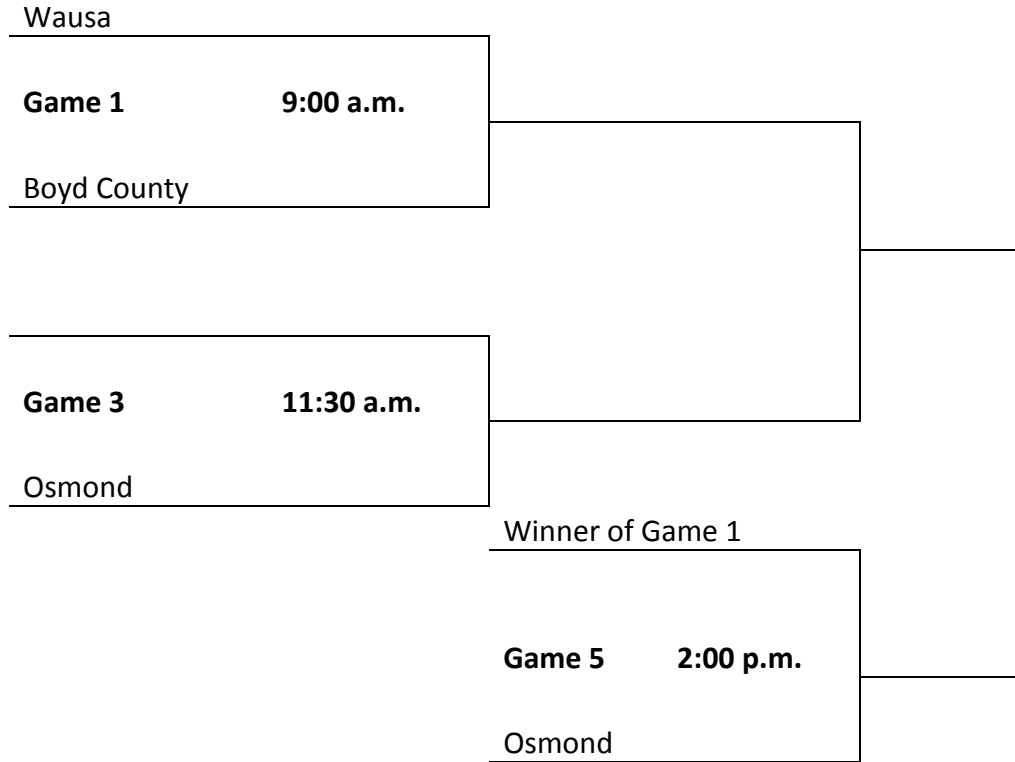 Wausa
Game 1 9:00 a.m.
Boyd County
Game 3 11:30 a.m.
Osmond
Winner of Game 1
Game 5 2:00 p.m.
Osmond